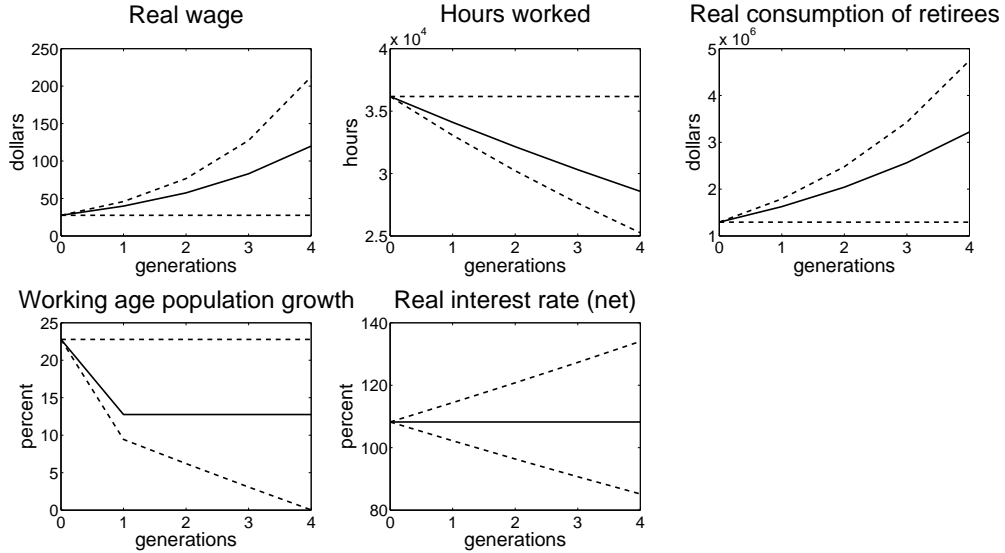 Real wage
250
200
150
100
50
0
dollars
0 1 2 3 4
generations
Hours worked
x 10^4
4
3.5
3
2.5
hours
0 1 2 3 4
generations
Real consumption of retirees
x 10^6
5
4
3
2
1
dollars
0 1 2 3 4
generations
Working age population growth
25
20
15
10
5
0
percent
0 1 2 3 4
generations
Real interest rate (net)
140
120
100
80
percent
0 1 2 3 4
generations